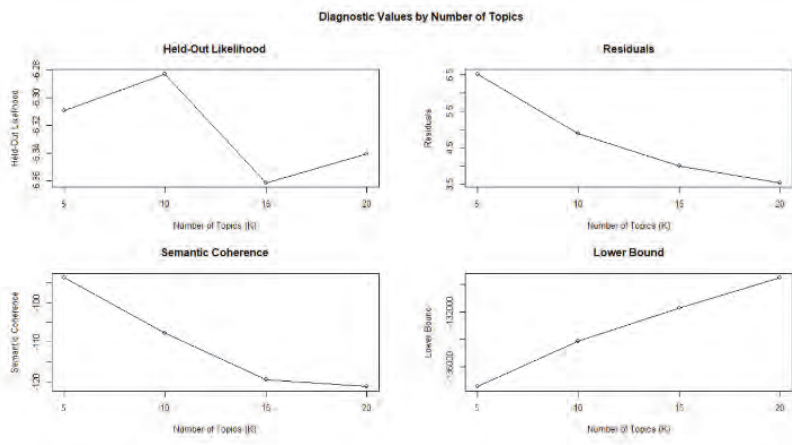 Diagnostic Values by Number of Topics
Held-Out Likelihood
Held-Out Likelihood
-6.28
-6.30
-6.32
-6.34
-6.36
5
10
15
20
Number of Topics (K)
Residuals
Residuals
6.5
5.5
4.5
3.5
5
10
15
20
Number of Topics (K)
Semantic Coherence
Semantic Coherence
-100
-110
-120
5
10
15
20
Number of Topics (K)
Lower Bound
Lower Bound
-132000
-136000
5
10
15
20
Number of Topics (K)